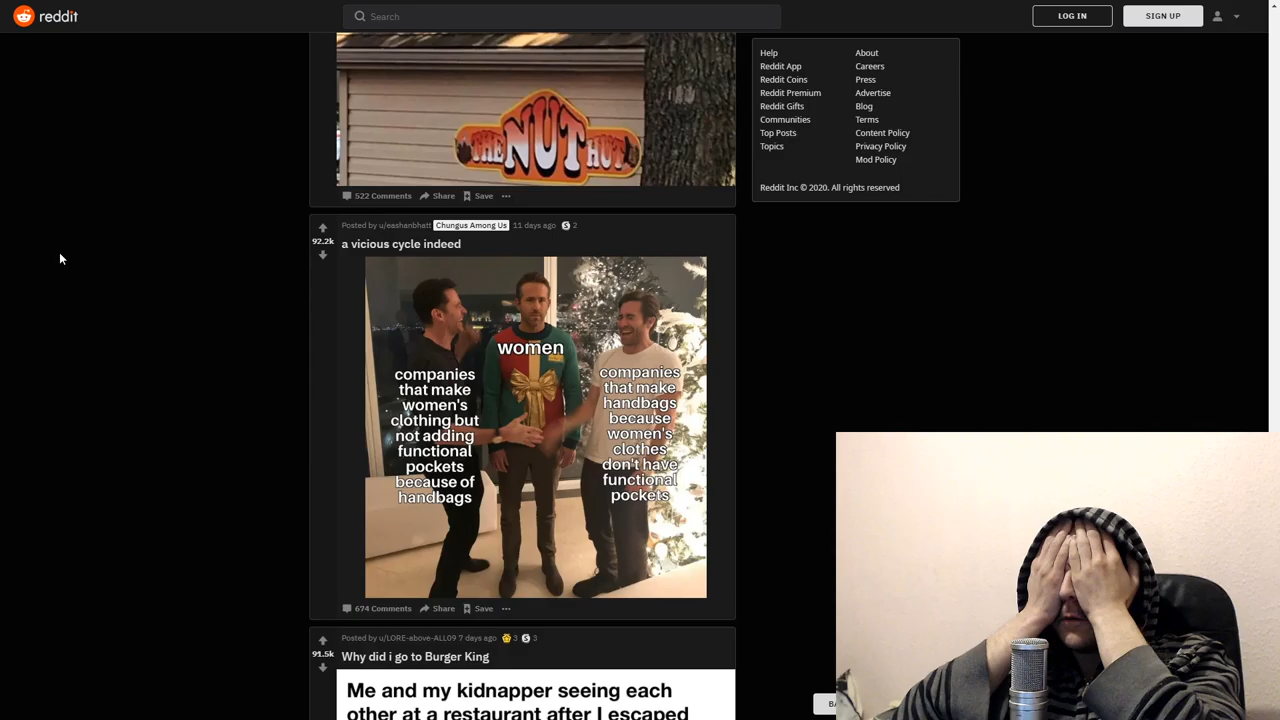 reddit
Search
LOG IN
SIGN UP
THE NUT HUT
522 Comments Share Save
Posted by u/eashanbhatt Chungus Among Us 11 days ago S 2
92.2k
a vicious cycle indeed
women
companies
that make
women's
clothing but
not adding
functional
pockets
because of
handbags
companies
that make
handbags
because
women's
clothes
don't have
functional
pockets
674 Comments Share Save
Posted by u/LORE-above-ALL09 7 days ago 3 S 3
91.5k
Why did i go to Burger King
Me and my kidnapper seeing each
other at a restaurant after I escaped
Help
Reddit App
Reddit Coins
Reddit Premium
Reddit Gifts
Communities
Top Posts
Topics
About
Careers
Press
Advertise
Blog
Terms
Content Policy
Privacy Policy
Mod Policy
Reddit Inc © 2020. All rights reserved